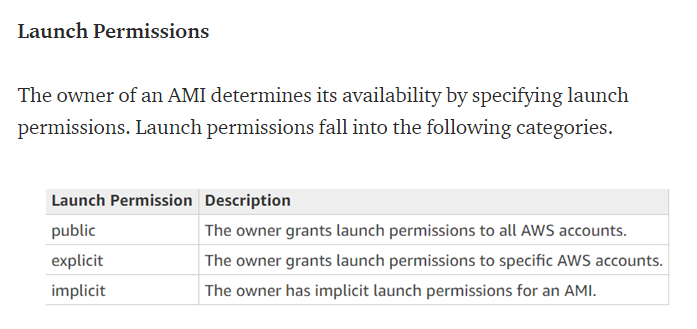 Launch Permissions
The owner of an AMI determines its availability by specifying launch
permissions. Launch permissions fall into the following categories.
Launch Permission Description
public The owner grants launch permissions to all AWS accounts.
explicit The owner grants launch permissions to specific AWS accounts.
implicit The owner has implicit launch permissions for an AMI.